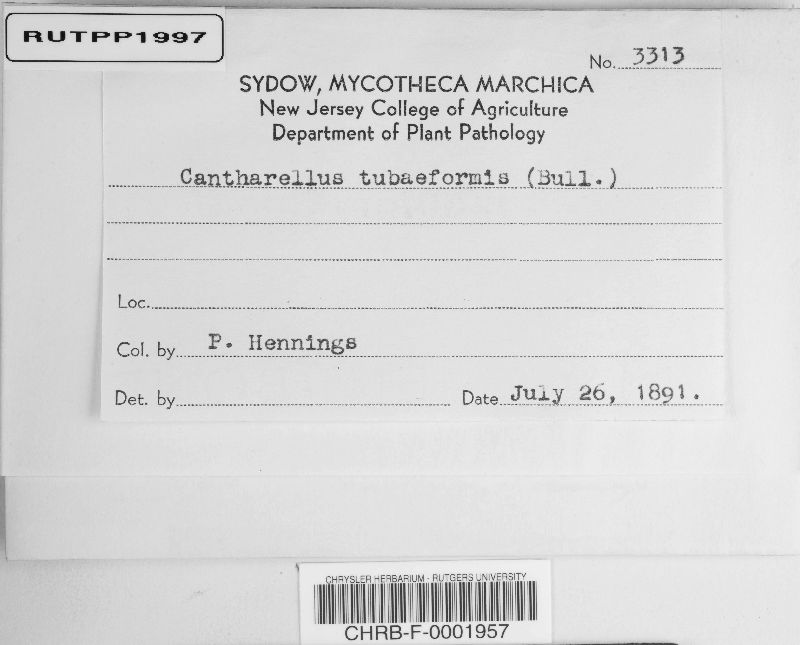 RUTPP1997
No. 3313
SYDOW, MYCOTHECA MARCHICA
New Jersey College of Agriculture
Department of Plant Pathology
Cantharellus tubaeformis (Bull.)
Loc.
Col. by P. Hennings
Det. by Date July 26, 1891.
CHRYSLER HERBARIUM - RUTGERS UNIVERSITY
CHRB-F-0001957